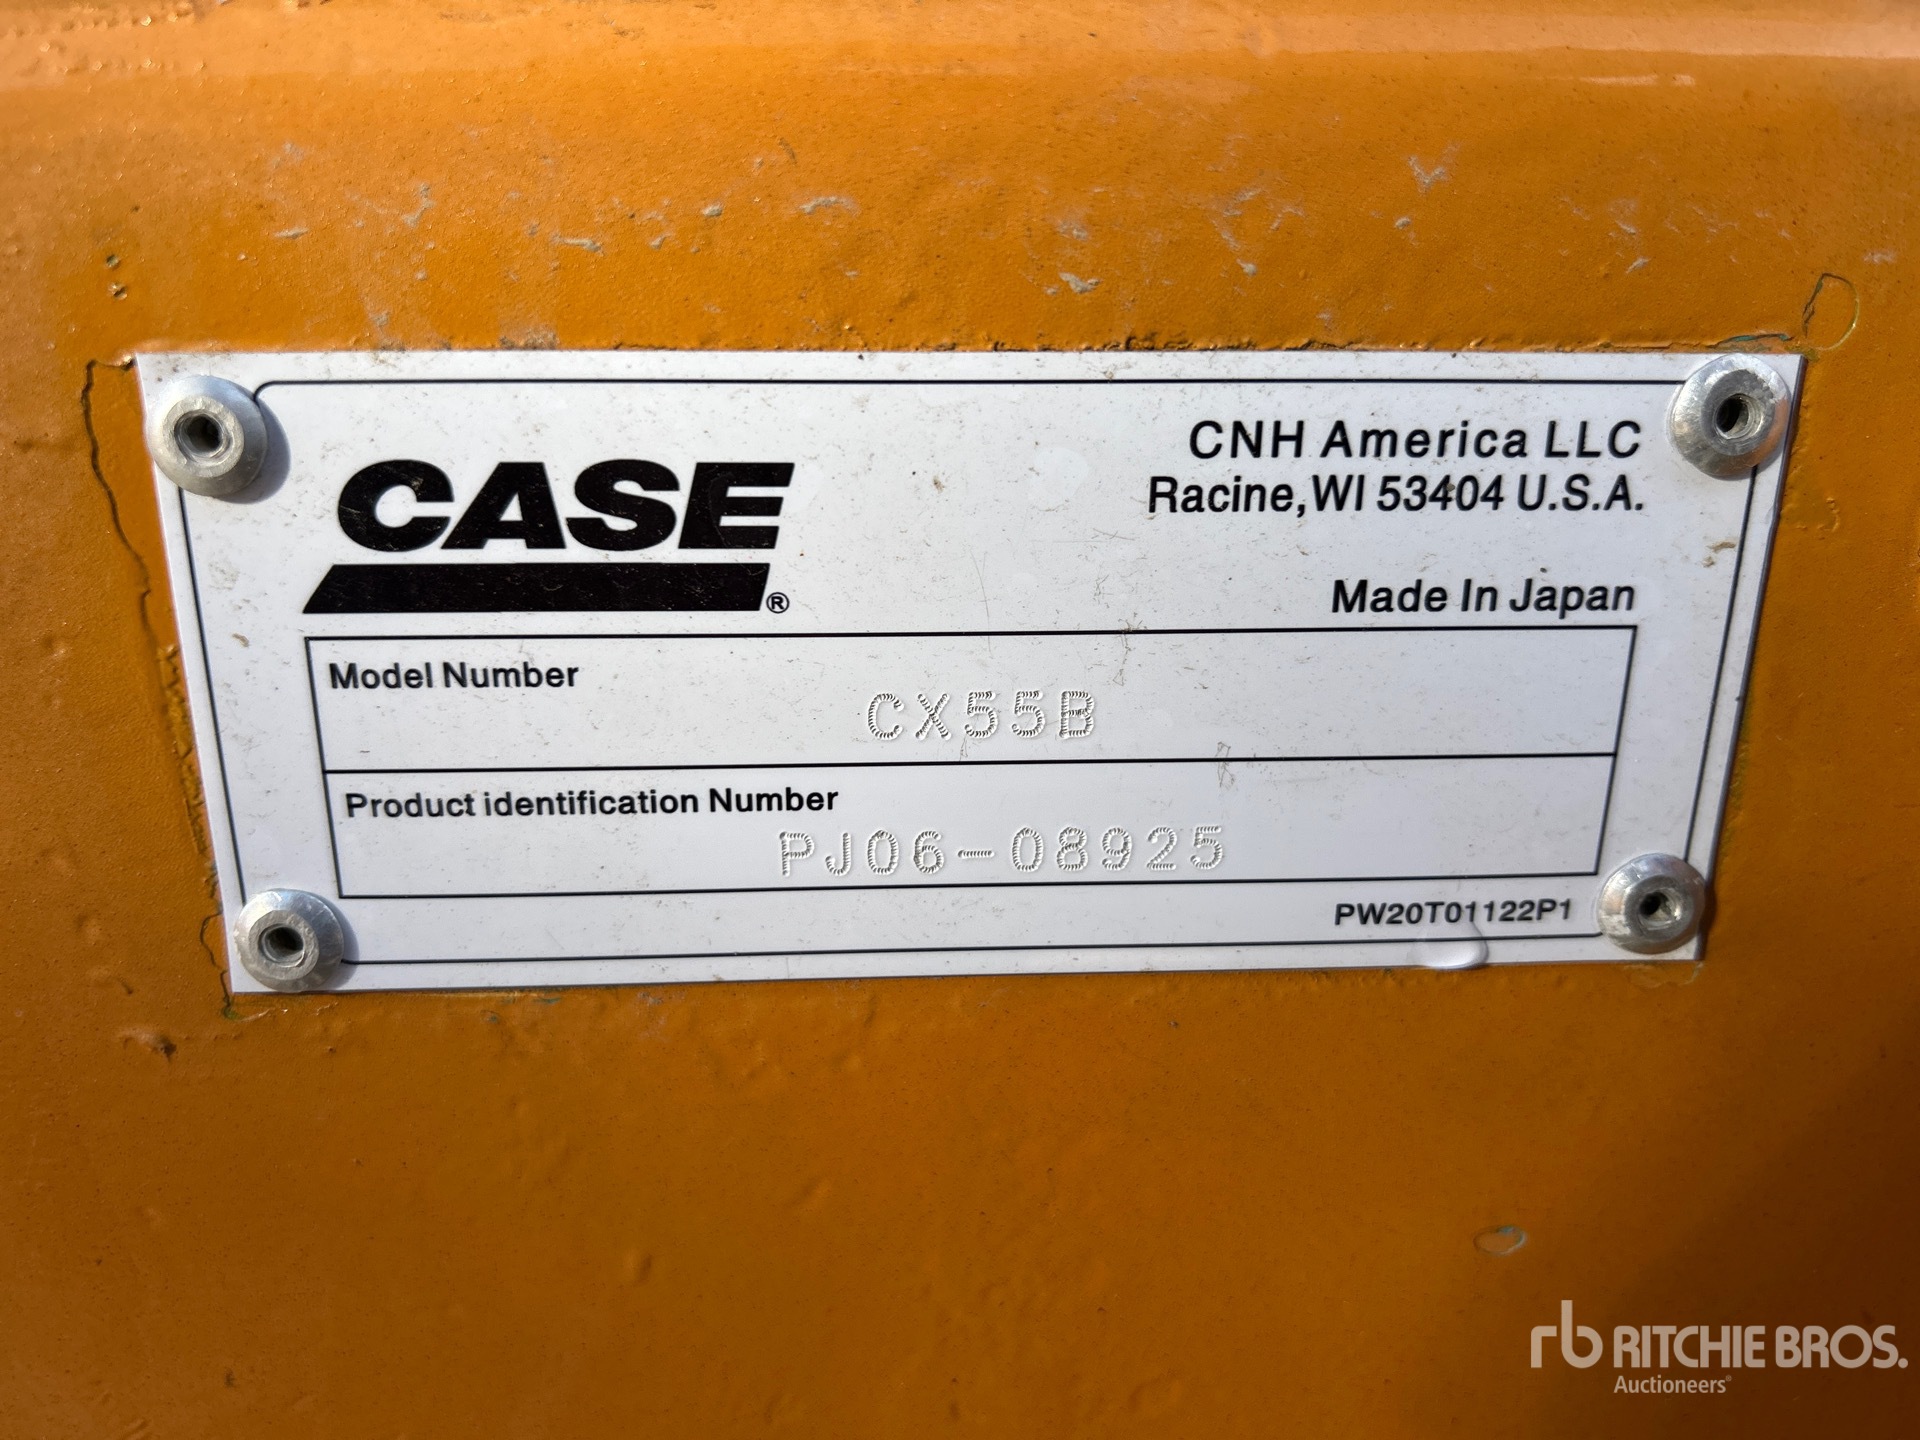 CASE®
CNH America LLC
Racine, WI 53404 U.S.A.
Made In Japan
Model Number
CX55B
Product identification Number
PJ06-08925
PW20T01122P1
rb RITCHIE BROS.
Auctioneers®